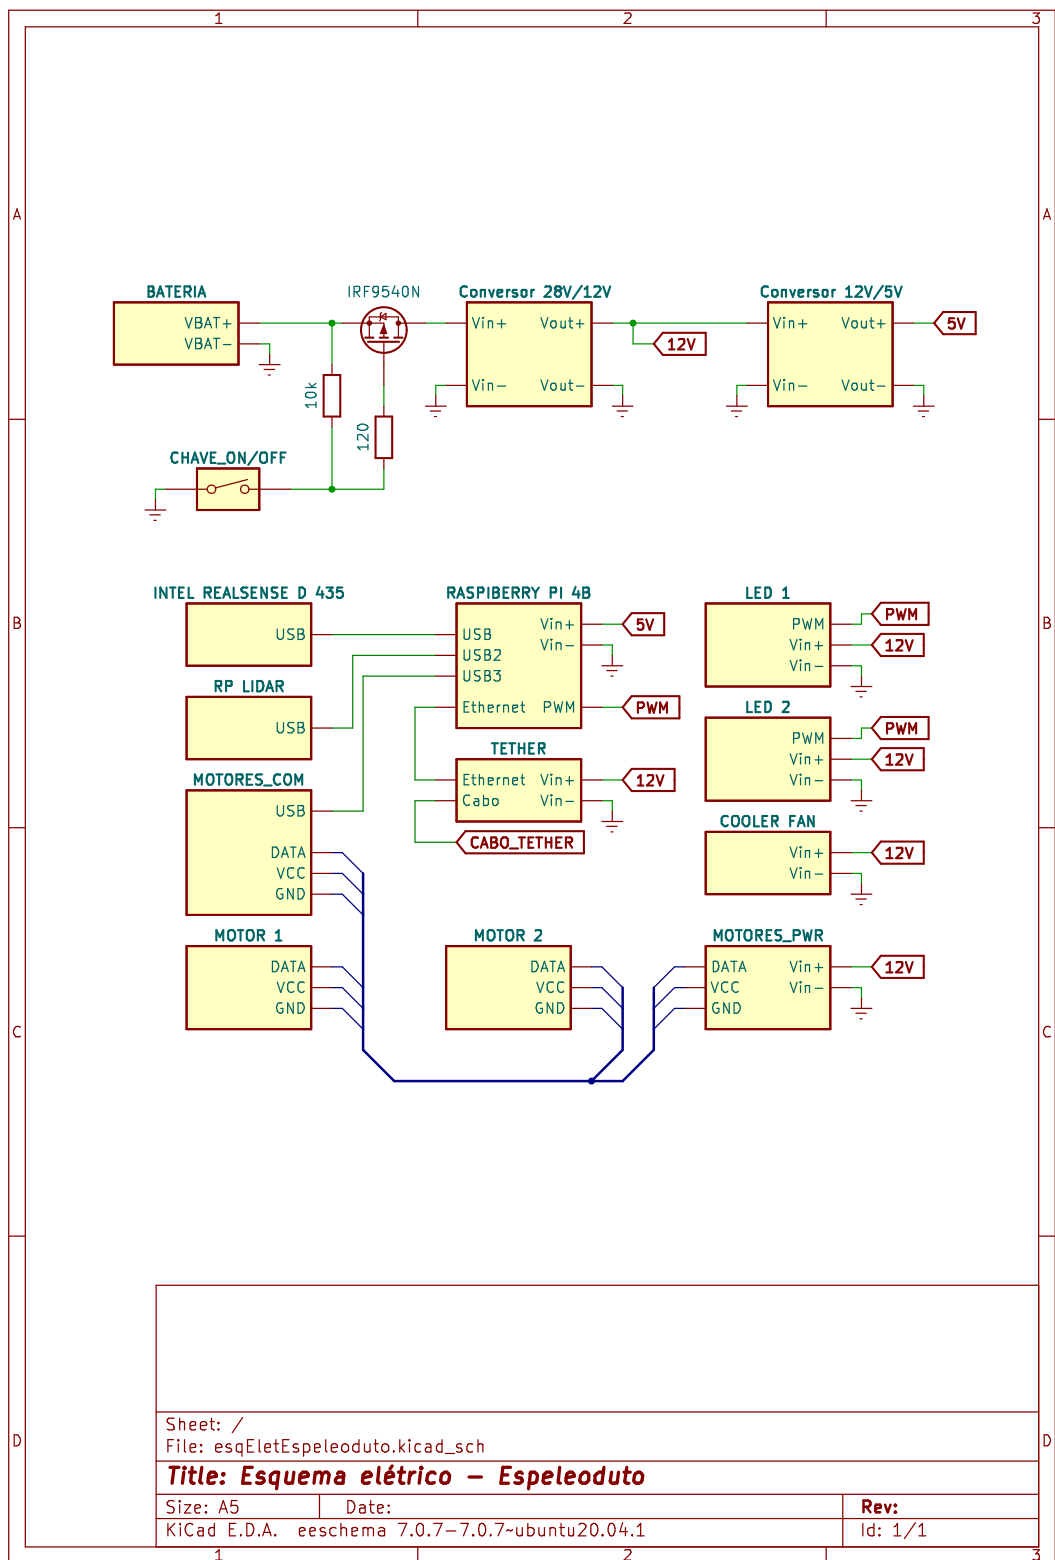 1 2 3
A A
BATERIA
VBAT+
VBAT-
IRF9540N
Conversor 28V/12V
Vin+ Vout+
Vin- Vout-
12V
Conversor 12V/5V
Vin+ Vout+
Vin- Vout-
5V
10k
120
CHAVE_ON/OFF
B B
INTEL REALSENSE D 435
USB
RASPIBERRY PI 4B
USB Vin+
USB2 Vin-
USB3
Ethernet PWM
5V
PWM
LED 1
PWM
Vin+
Vin-
PWM
12V
RP LIDAR
USB
LED 2
PWM
Vin+
Vin-
PWM
12V
TETHER
Ethernet Vin+
Cabo Vin-
12V
CABO_TETHER
MOTORES_COM
USB
DATA
VCC
GND
COOLER FAN
Vin+
Vin-
12V
MOTOR 1
DATA
VCC
GND
MOTOR 2
DATA
VCC
GND
MOTORES_PWR
DATA Vin+
VCC Vin-
GND
12V
C C
D D
Sheet: /
File: esqEletEspeleoduto.kicad_sch
Title: Esquema elétrico – Espeleoduto
Size: A5 Date: Rev:
KiCad E.D.A. eeschema 7.0.7-7.0.7~ubuntu20.04.1 Id: 1/1
1 2 3